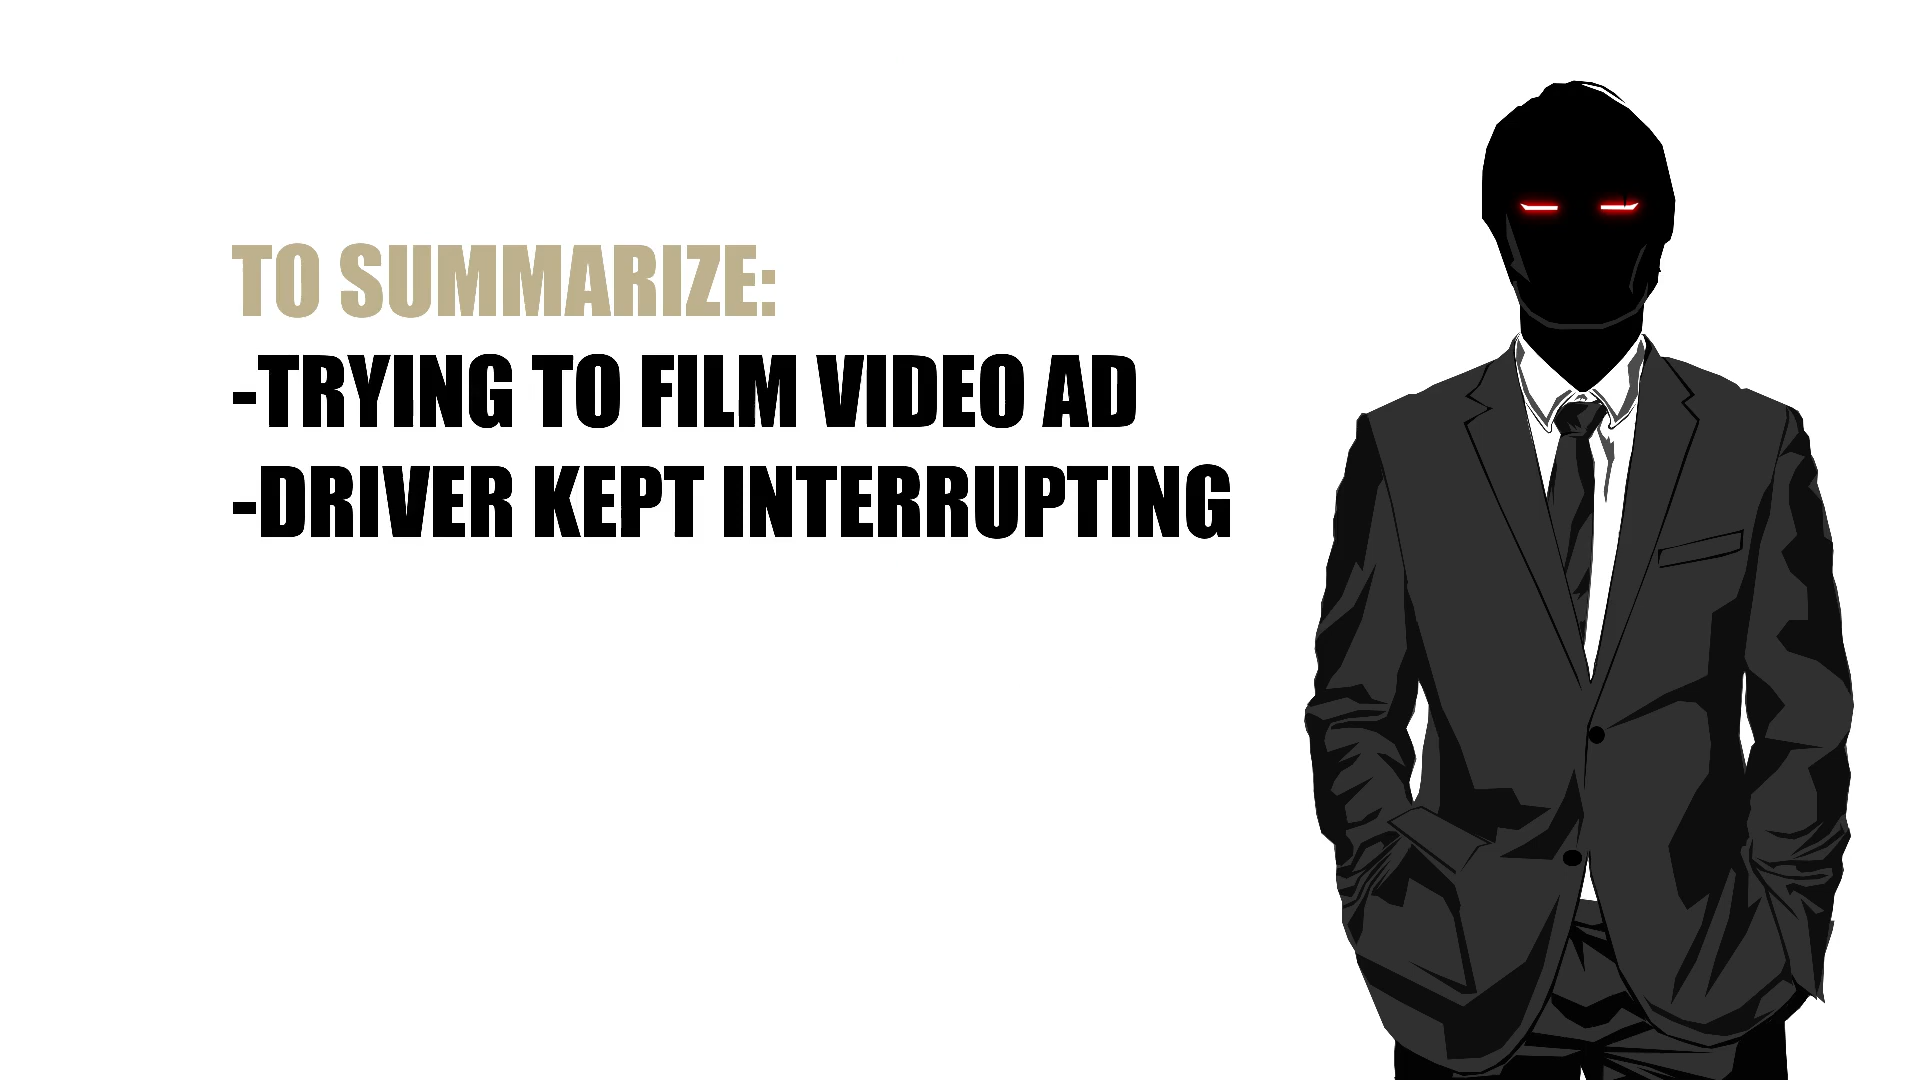 TO SUMMARIZE:
-TRYING TO FILM VIDEO AD
-DRIVER KEPT INTERRUPTING